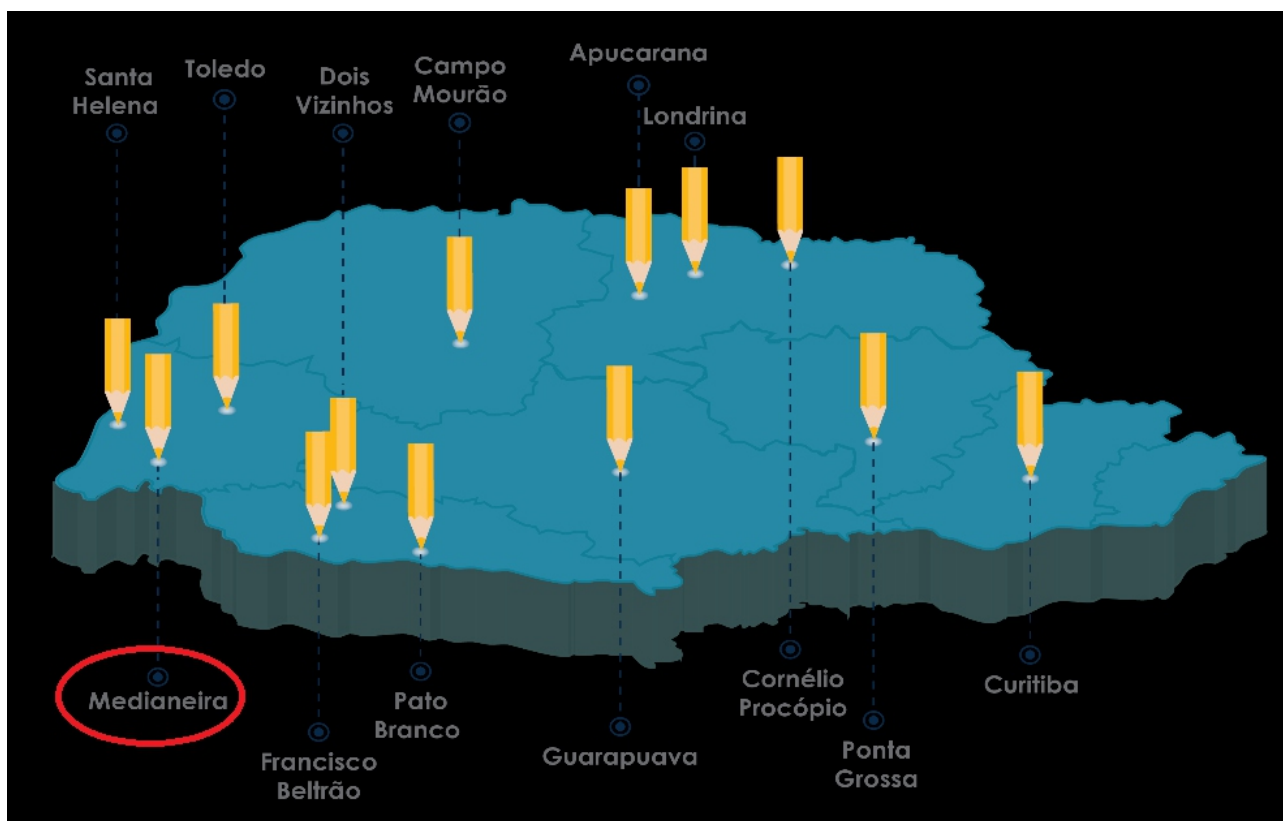 Santa
Helena
Toledo
Dois
Vizinhos
Campo
Mourão
Apucarana
Londrina
Medianeira
Francisco
Beltrão
Pato
Branco
Guarapuava
Cornélio
Procópio
Ponta
Grossa
Curitiba